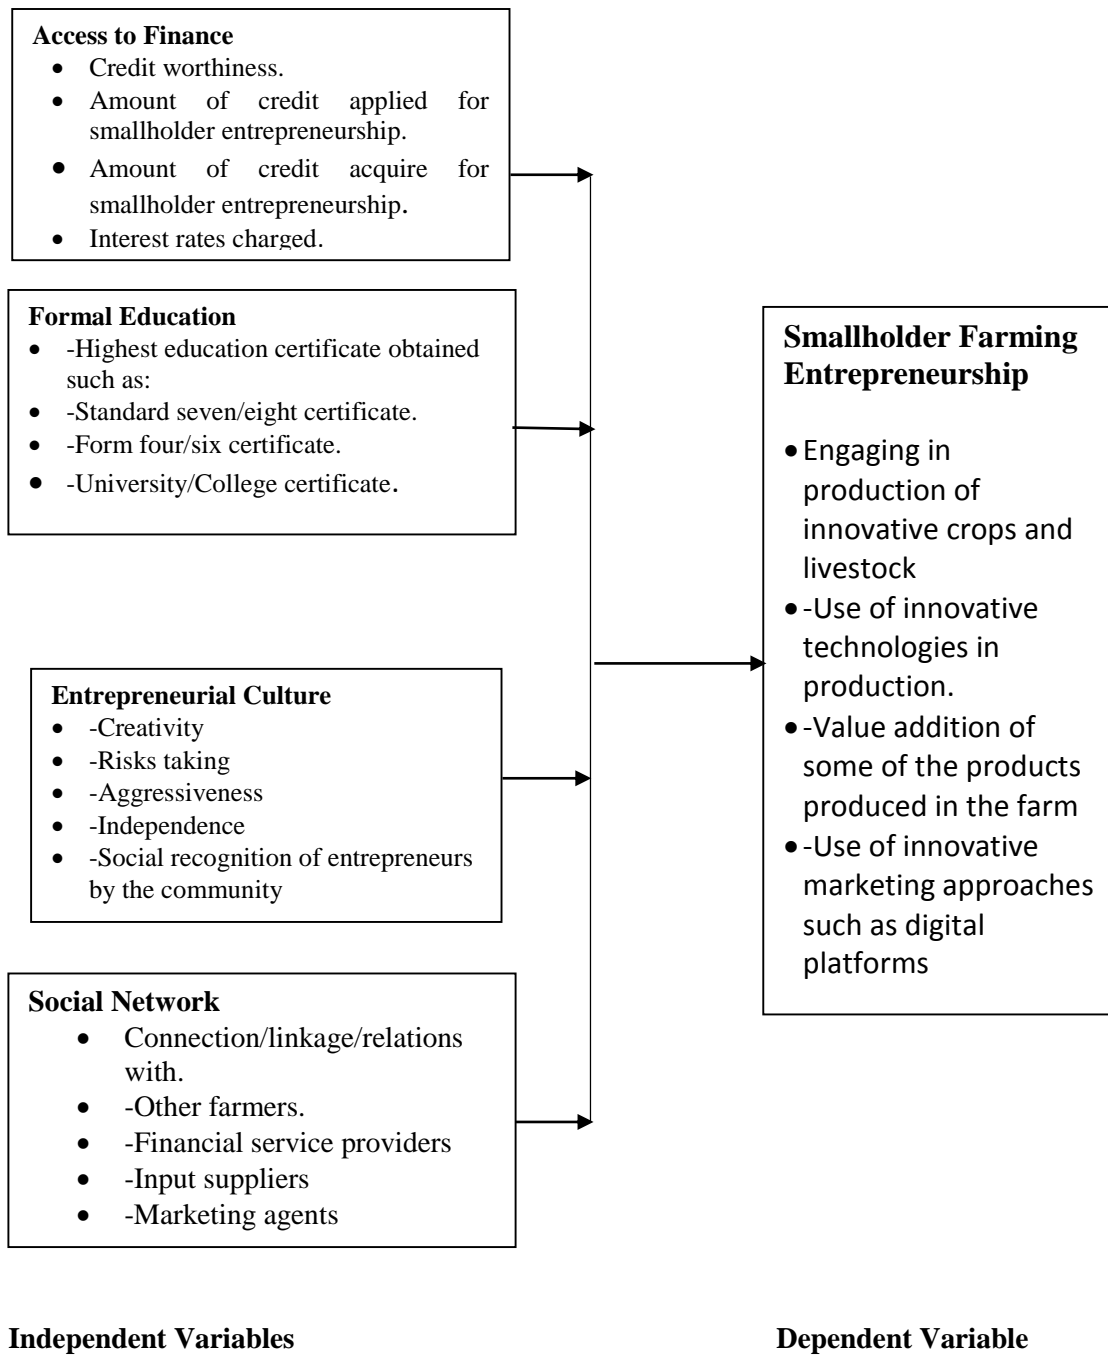 Access to Finance
• Credit worthiness.
• Amount of credit applied for
smallholder entrepreneurship.
• Amount of credit acquire for
smallholder entrepreneurship.
• Interest rates charged.
Formal Education
• -Highest education certificate obtained
such as:
• -Standard seven/eight certificate.
• -Form four/six certificate.
• -University/College certificate.
Entrepreneurial Culture
• -Creativity
• -Risks taking
• -Aggressiveness
• -Independence
• -Social recognition of entrepreneurs
by the community
Social Network
• Connection/linkage/relations
with.
• -Other farmers.
• -Financial service providers
• -Input suppliers
• -Marketing agents
Smallholder Farming
Entrepreneurship
• Engaging in
production of
innovative crops and
livestock
• -Use of innovative
technologies in
production.
• -Value addition of
some of the products
produced in the farm
• -Use of innovative
marketing approaches
such as digital
platforms
Independent Variables
Dependent Variable